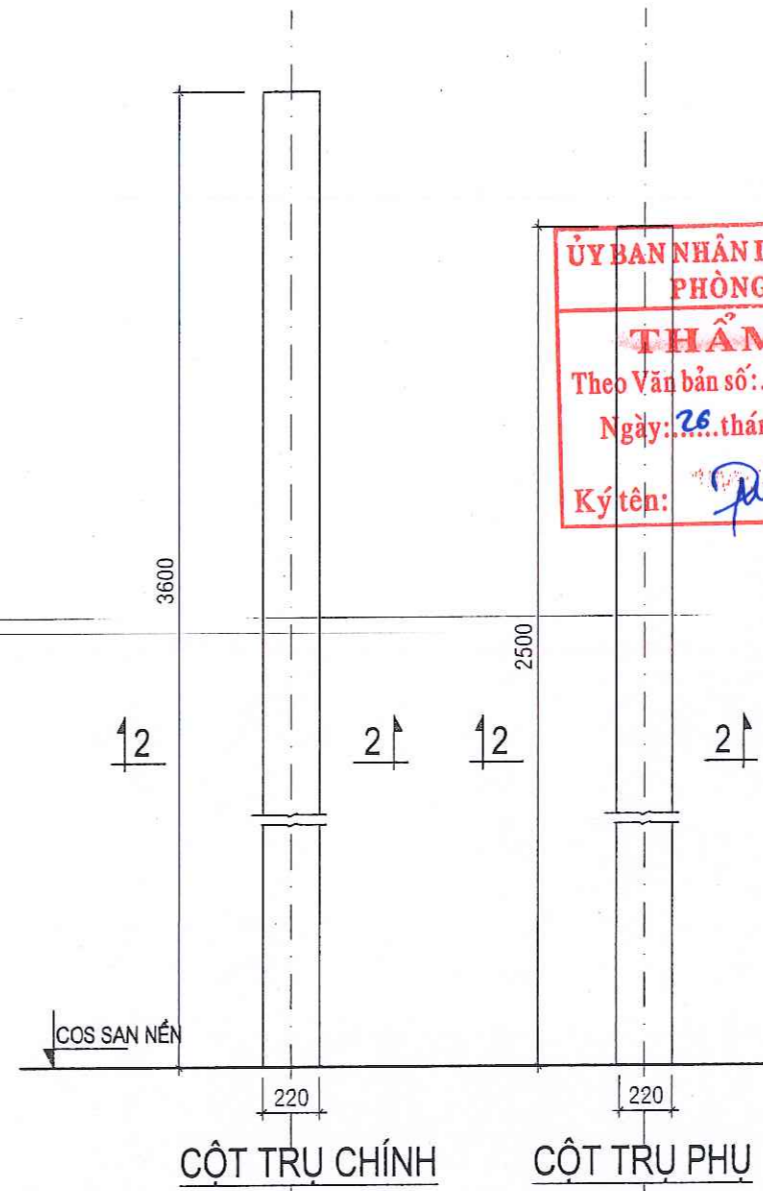 ỦY BAN NHÂN
PHÒNG
THẨM
Theo Văn bản số:
Ngày: 26 thán
Ký tên:
3600
2500
2
2
2
2
COS SAN NỀN
220
220
CỘT TRỤ CHÍNH
CỘT TRỤ PHỤ